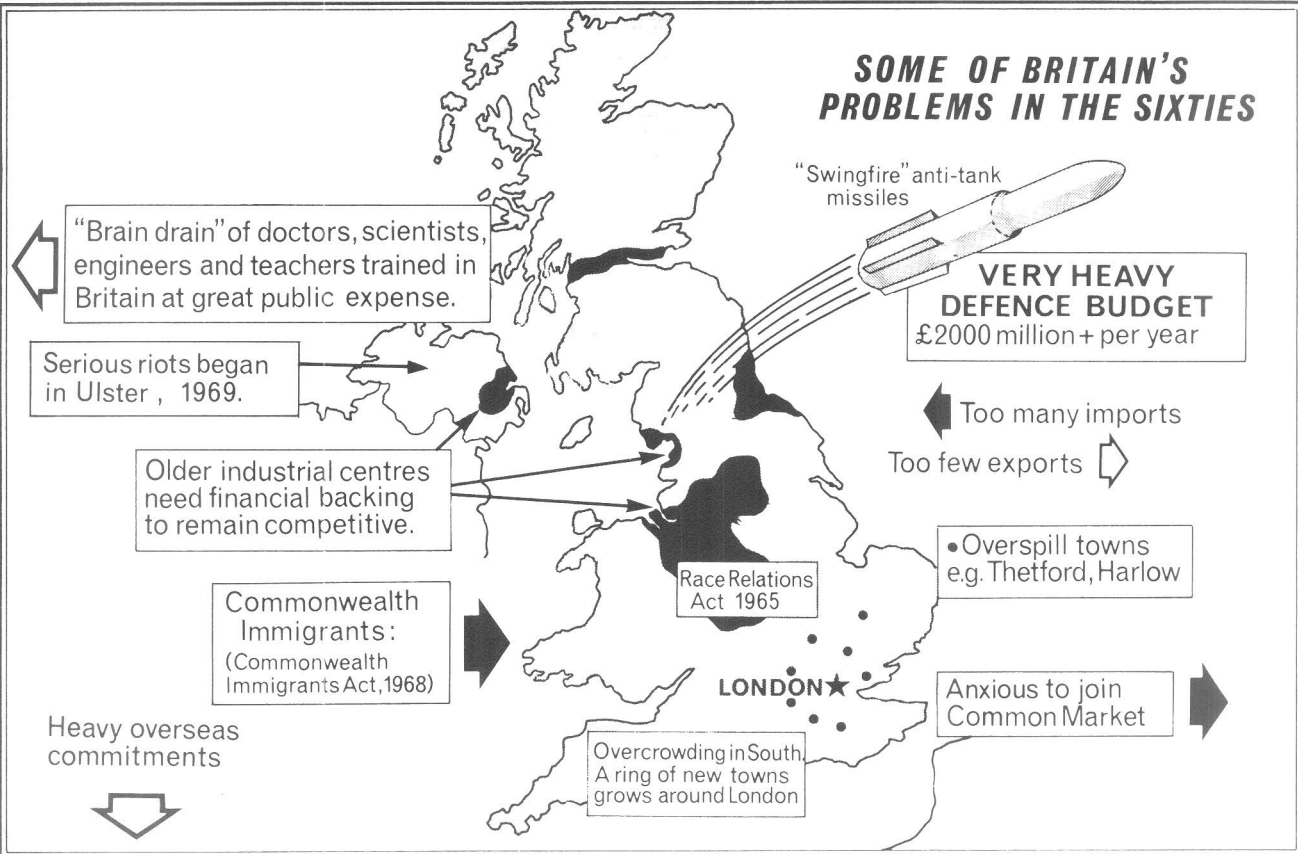 SOME OF BRITAIN'S
PROBLEMS IN THE SIXTIES
"Swingfire" anti-tank
missiles
"Brain drain" of doctors, scientists,
engineers and teachers trained in
Britain at great public expense.
VERY HEAVY
DEFENCE BUDGET
£2000 million + per year
Serious riots began
in Ulster , 1969.
Too many imports
Too few exports
Older industrial centres
need financial backing
to remain competitive.
• Overspill towns
e.g. Thetford, Harlow
Race Relations
Act 1965
Commonwealth
Immigrants:
(Commonwealth
Immigrants Act, 1968)
LONDON
Anxious to join
Common Market
Heavy overseas
commitments
Overcrowding in South.
A ring of new towns
grows around London